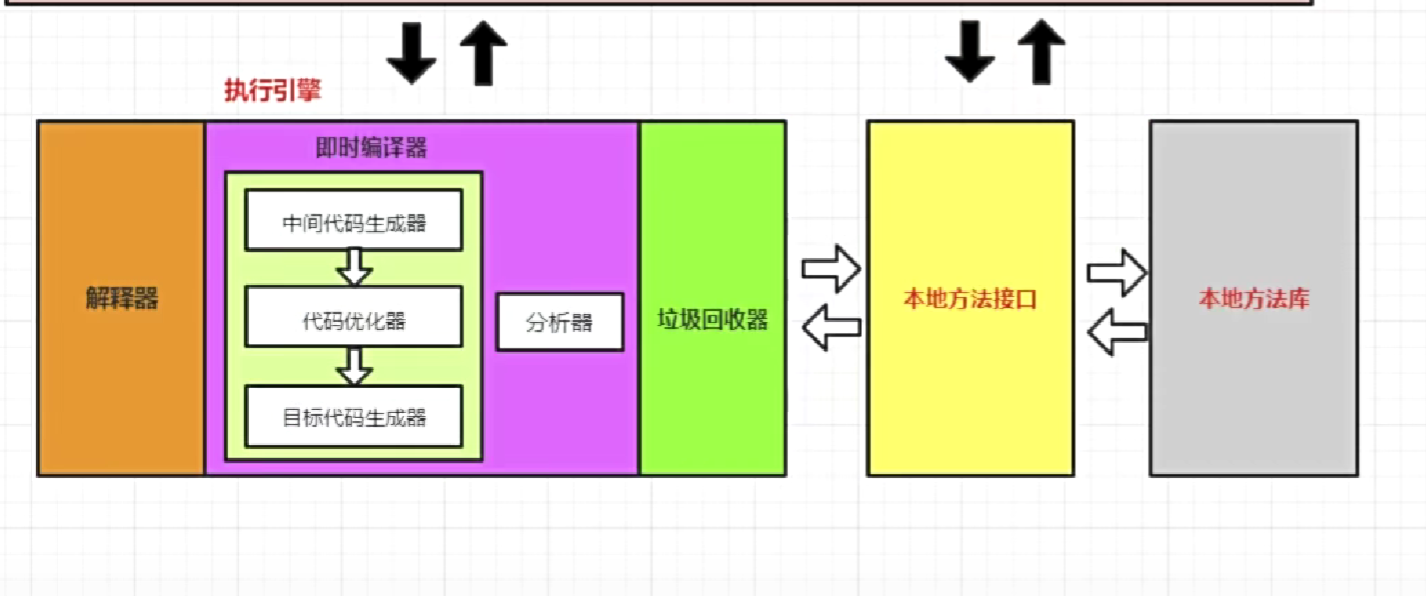 执行引擎
解释器
即时编译器
中间代码生成器
代码优化器
目标代码生成器
分析器
垃圾回收器
本地方法接口
本地方法库